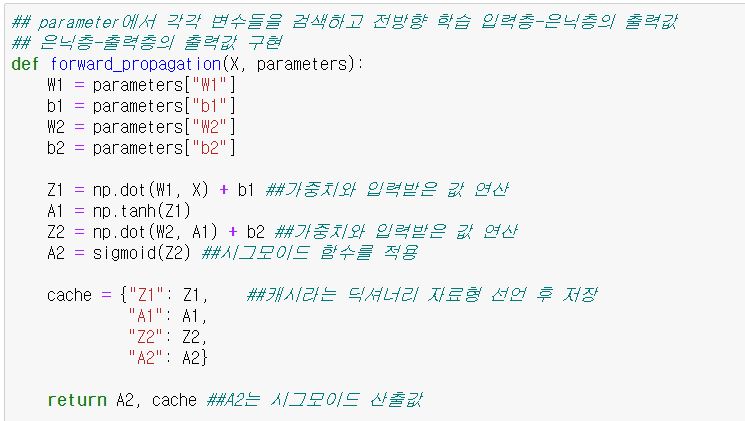 ## parameter에서 각각 변수들을 검색하고 전방향 학습 입력층-은닉층의 출력값
## 은닉층-출력층의 출력값 구현
def forward_propagation(X, parameters):
    W1 = parameters["W1"]
    b1 = parameters["b1"]
    W2 = parameters["W2"]
    b2 = parameters["b2"]

    Z1 = np.dot(W1, X) + b1 ##가중치와 입력받은 값 연산
    A1 = np.tanh(Z1)
    Z2 = np.dot(W2, A1) + b2 ##가중치와 입력받은 값 연산
    A2 = sigmoid(Z2) ##시그모이드 함수를 적용

    cache = {"Z1": Z1,    ##캐시라는 딕셔너리 자료형 선언 후 저장
             "A1": A1,
             "Z2": Z2,
             "A2": A2}

    return A2, cache ##A2는 시그모이드 산출값